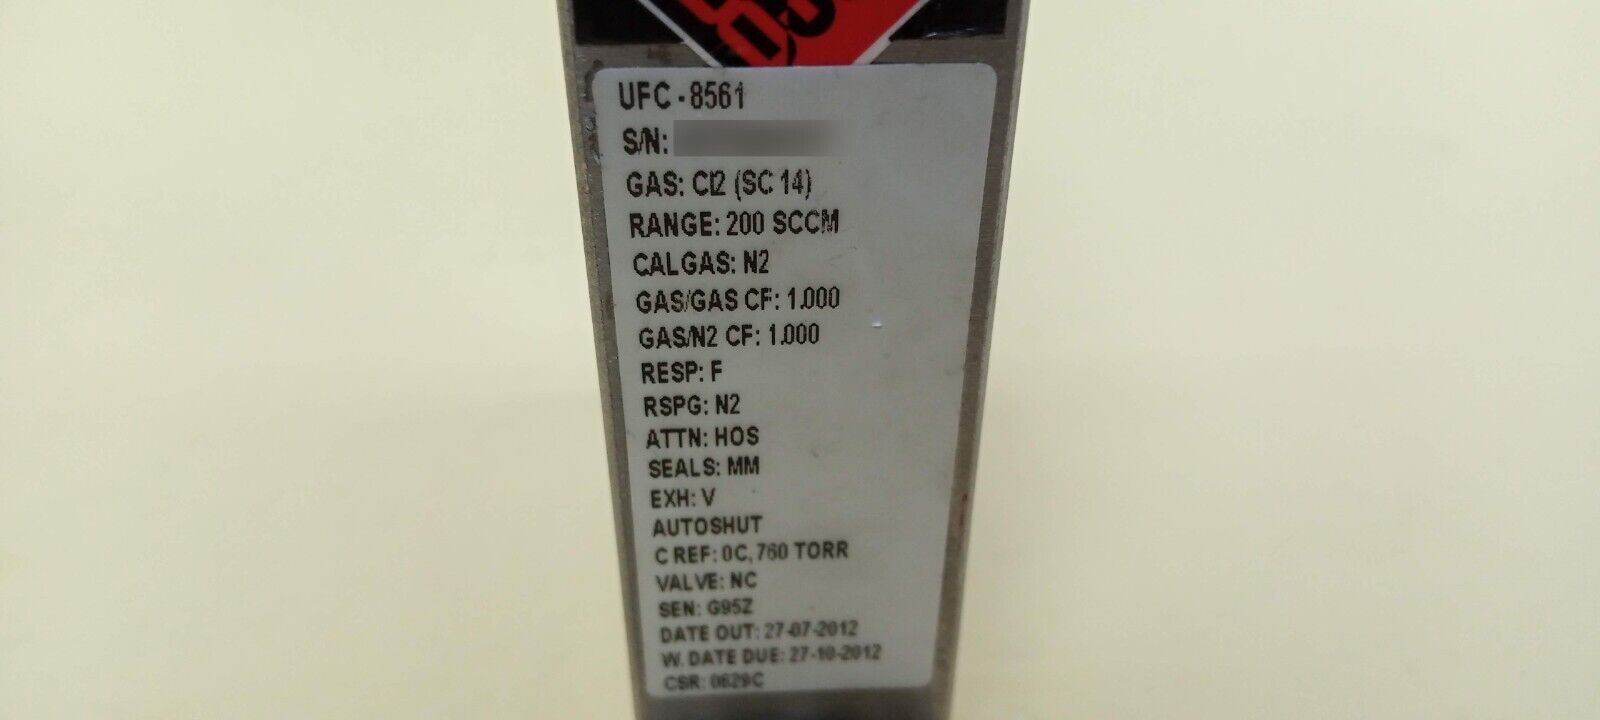 UFC-8561
S/N:
GAS: Cl2 (SC 14)
RANGE: 200 SCCM
CALGAS: N2
GAS/GAS CF: 1.000
GAS/N2 CF: 1.000
RESP: F
RSPG: N2
ATTN: HOS
SEALS: MM
EXH: V
AUTOSHUT
C REF: 0C, 760 TORR
VALVE: NC
SEN: G95Z
DATE OUT: 27-07-2012
W. DATE DUE: 27-10-2012
CSR: 0629C